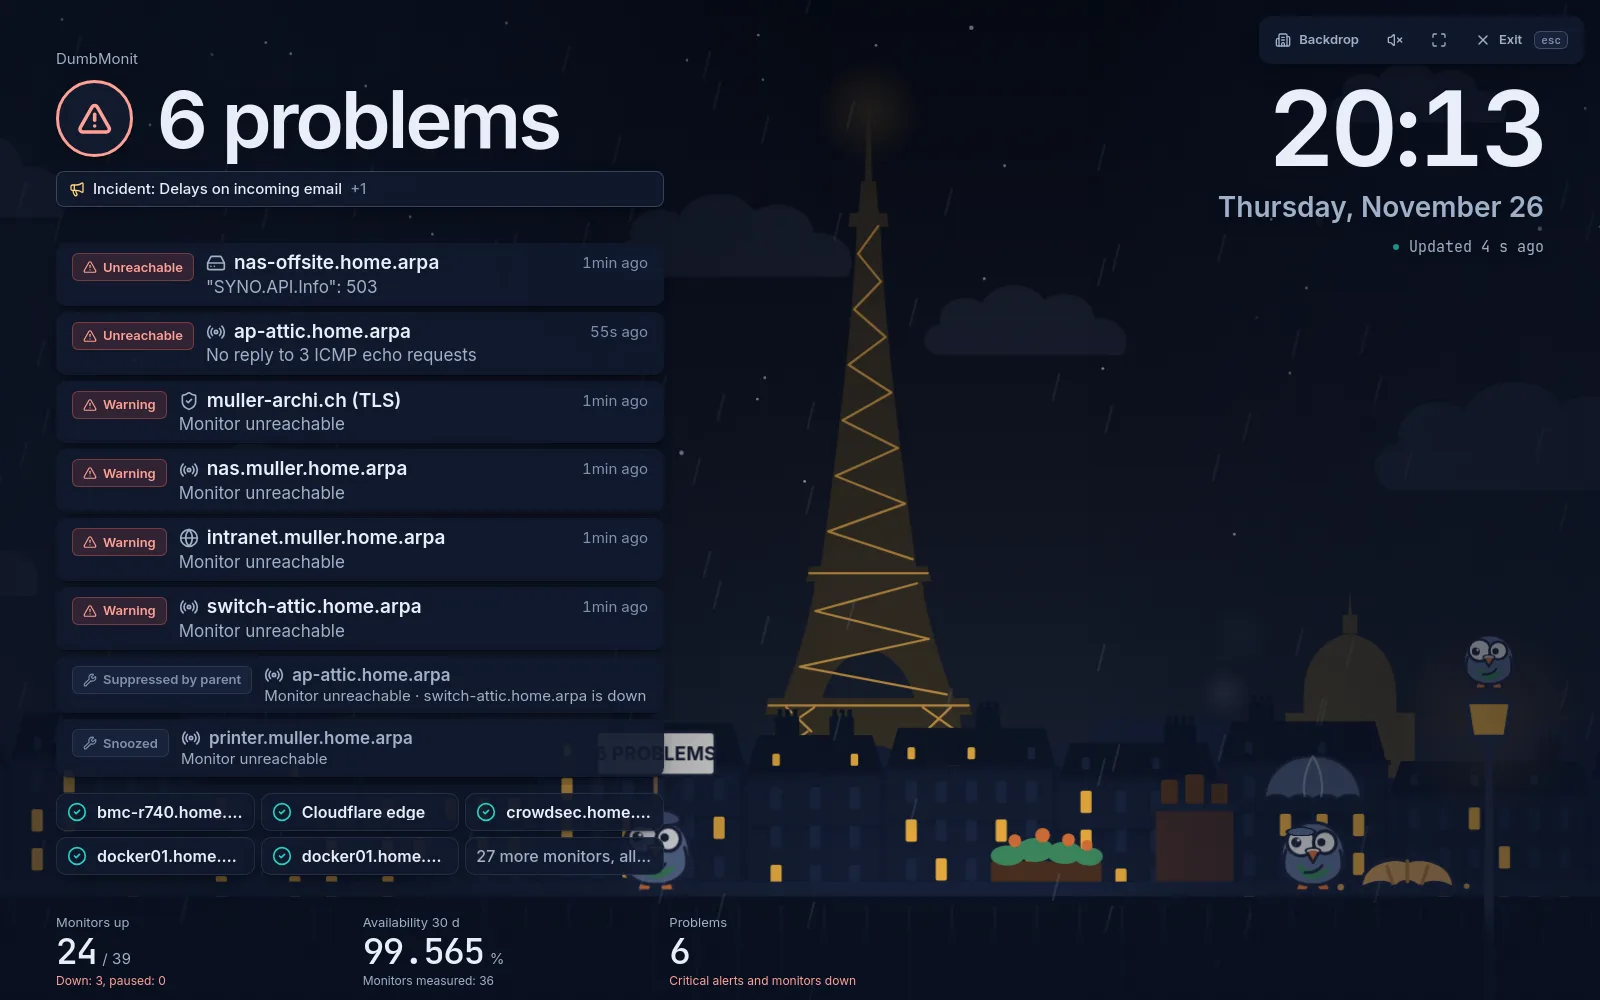 DumbMonit
6 problems
Incident: Delays on incoming email +1
Unreachable
nas-offsite.home.arpa
1min ago
"SYNO.API.Info": 503
Unreachable
ap-attic.home.arpa
55s ago
No reply to 3 ICMP echo requests
Warning
muller-archi.ch (TLS)
1min ago
Monitor unreachable
Warning
nas.muller.home.arpa
1min ago
Monitor unreachable
Warning
intranet.muller.home.arpa
1min ago
Monitor unreachable
Warning
switch-attic.home.arpa
1min ago
Monitor unreachable
Suppressed by parent
ap-attic.home.arpa
Monitor unreachable · switch-attic.home.arpa is down
Snoozed
printer.muller.home.arpa
Monitor unreachable
6 PROBLEMS
bmc-r740.home....
Cloudflare edge
crowdsec.home....
docker01.home....
docker01.home....
27 more monitors, all...
Backdrop
Exit esc
20:13
Thursday, November 26
Updated 4 s ago
Monitors up
24 / 39
Down: 3, paused: 0
Availability 30 d
99.565 %
Monitors measured: 36
Problems
6
Critical alerts and monitors down